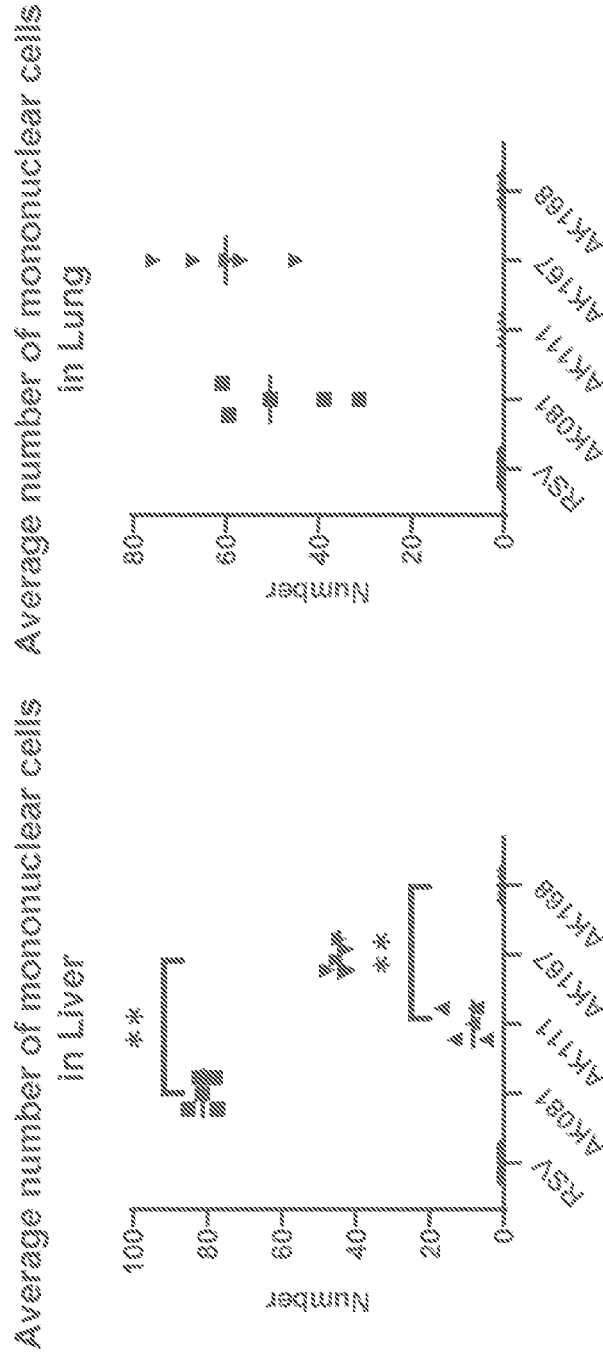 Average number of mononuclear cells
in Liver
Number
100
80
60
40
20
0
**
**
RSV
AK081
AK111
AK167
AK168
Average number of mononuclear cells
in Lung
Number
80
60
40
20
0
RSV
AK081
AK111
AK167
AK168